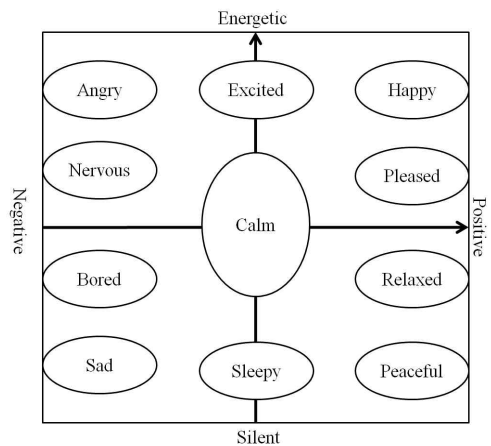 Energetic
Angry
Excited
Happy
Nervous
Pleased
Negative
Calm
Positive
Bored
Relaxed
Sad
Sleepy
Peaceful
Silent